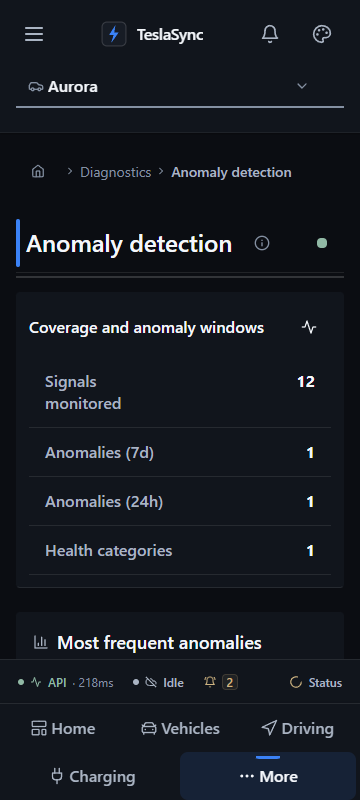 TeslaSync
Aurora
Diagnostics Anomaly detection
Anomaly detection
Coverage and anomaly windows
Signals monitored 12
Anomalies (7d) 1
Anomalies (24h) 1
Health categories 1
Most frequent anomalies
API · 218ms Idle 2 Status
Home Vehicles Driving
Charging More